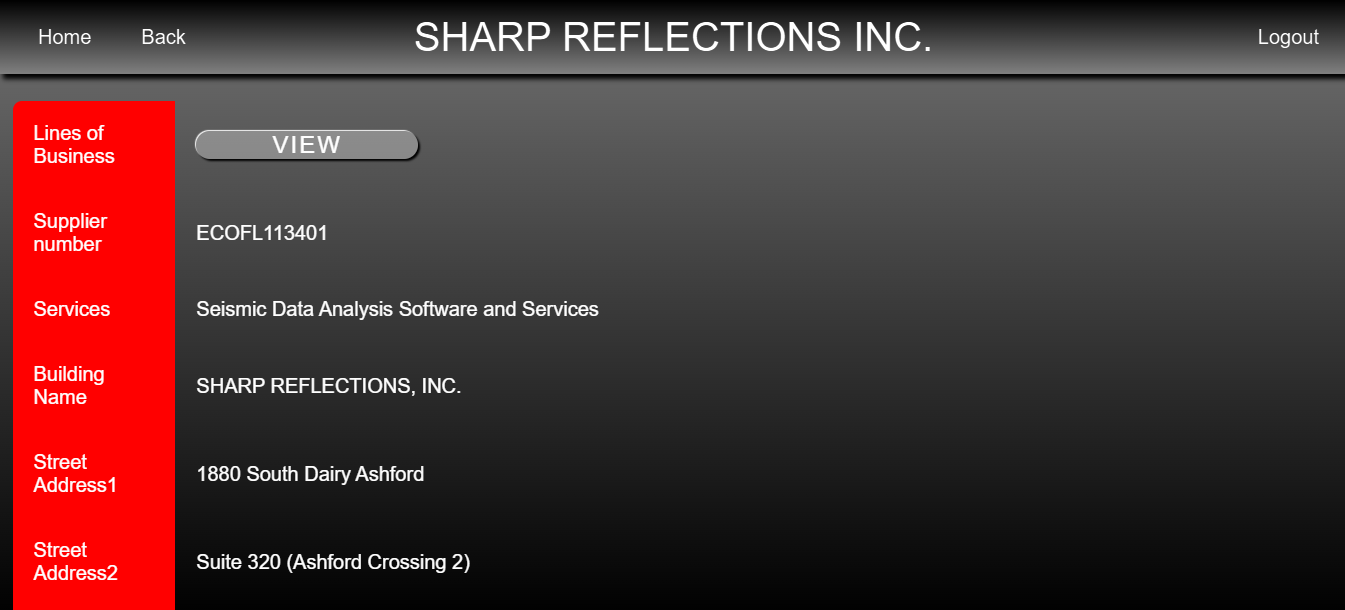 Home Back SHARP REFLECTIONS INC. Logout
Lines of
Business
VIEW
Supplier
number
ECOFL113401
Services
Seismic Data Analysis Software and Services
Building
Name
SHARP REFLECTIONS, INC.
Street
Address1
1880 South Dairy Ashford
Street
Address2
Suite 320 (Ashford Crossing 2)